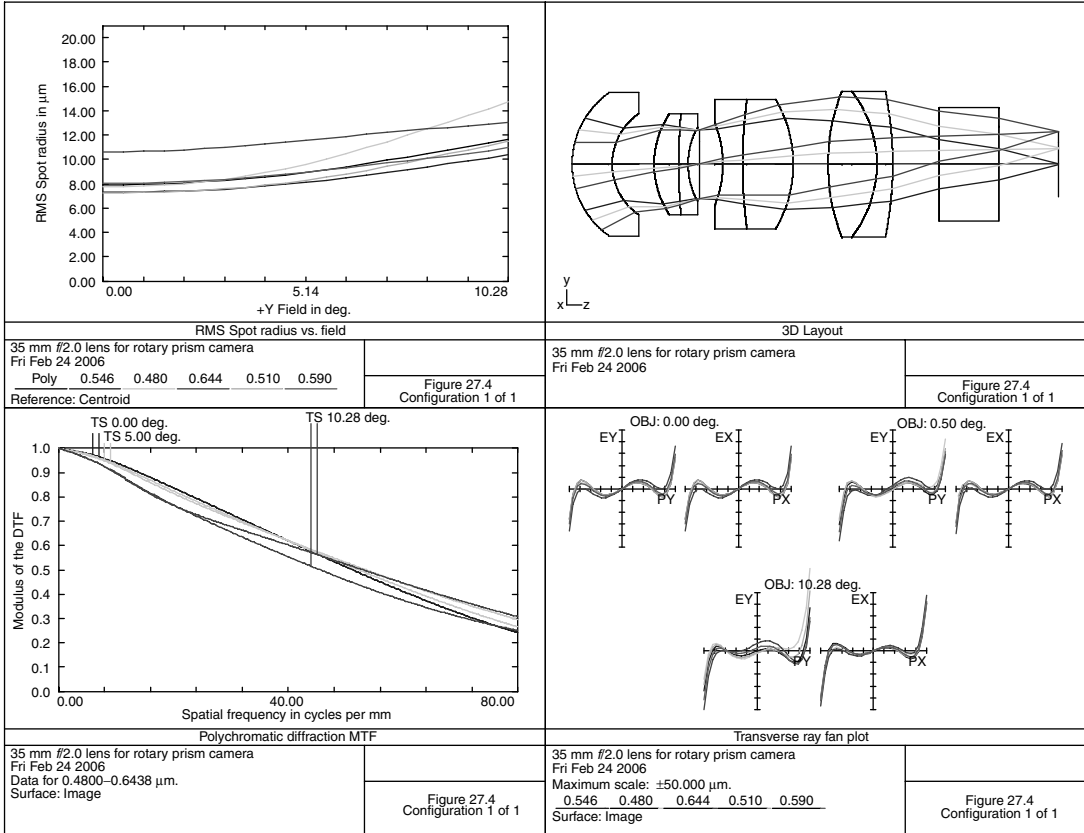 20.00
18.00
16.00
14.00
12.00
10.00
8.00
6.00
4.00
2.00
0.00
RMS Spot radius in μm
0.00 5.14 10.28
+Y Field in deg.
RMS Spot radius vs. field
35 mm f/2.0 lens for rotary prism camera
Fri Feb 24 2006
Poly 0.546 0.480 0.644 0.510 0.590
Reference: Centroid
Figure 27.4
Configuration 1 of 1
y
x z
3D Layout
35 mm f/2.0 lens for rotary prism camera
Fri Feb 24 2006
Figure 27.4
Configuration 1 of 1
TS 0.00 deg.
TS 5.00 deg.
TS 10.28 deg.
1.0
0.9
0.8
0.7
0.6
0.5
0.4
0.3
0.2
0.1
0.0
Modulus of the DTF
0.00 40.00 80.00
Spatial frequency in cycles per mm
Polychromatic diffraction MTF
35 mm f/2.0 lens for rotary prism camera
Fri Feb 24 2006
Data for 0.4800–0.6438 μm.
Surface: Image
Figure 27.4
Configuration 1 of 1
OBJ: 0.00 deg.
EY EX
PY PX
OBJ: 0.50 deg.
EY EX
PY PX
OBJ: 10.28 deg.
EY EX
PY PX
Transverse ray fan plot
35 mm f/2.0 lens for rotary prism camera
Fri Feb 24 2006
Maximum scale: ±50.000 μm.
0.546 0.480 0.644 0.510 0.590
Surface: Image
Figure 27.4
Configuration 1 of 1